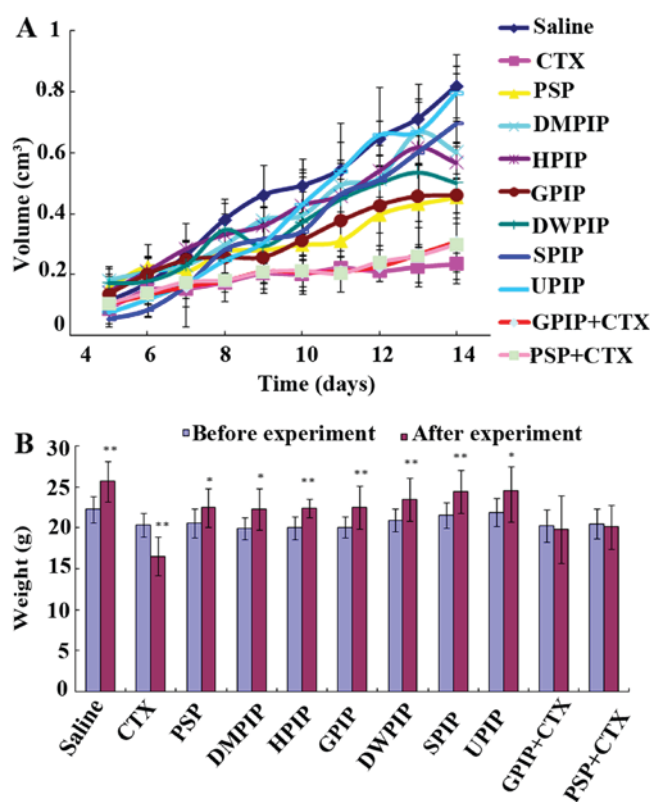 A
Volume (cm³)
1
0.8
0.6
0.4
0.2
0
4 6 8 10 12 14
Time (days)
Saline
CTX
PSP
DMPIP
HPIP
GPIP
DWPIP
SPIP
UPIP
GPIP+CTX
PSP+CTX
B
Before experiment After experiment
Weight (g)
30
25
20
15
10
5
0
** ** * * ** ** ** ** *
Saline CTX PSP DMPIP HPIP GPIP DWPIP SPIP UPIP GPIP+CTX PSP+CTX